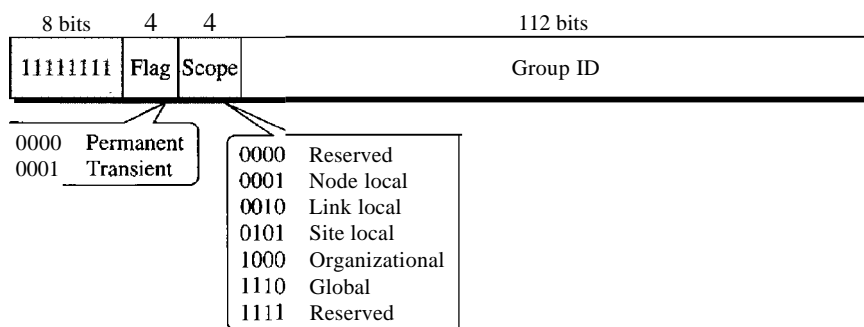 8 bits 4 4 112 bits
11111111 Flag Scope Group ID
0000 Permanent
0001 Transient
0000 Reserved
0001 Node local
0010 Link local
0101 Site local
1000 Organizational
1110 Global
1111 Reserved